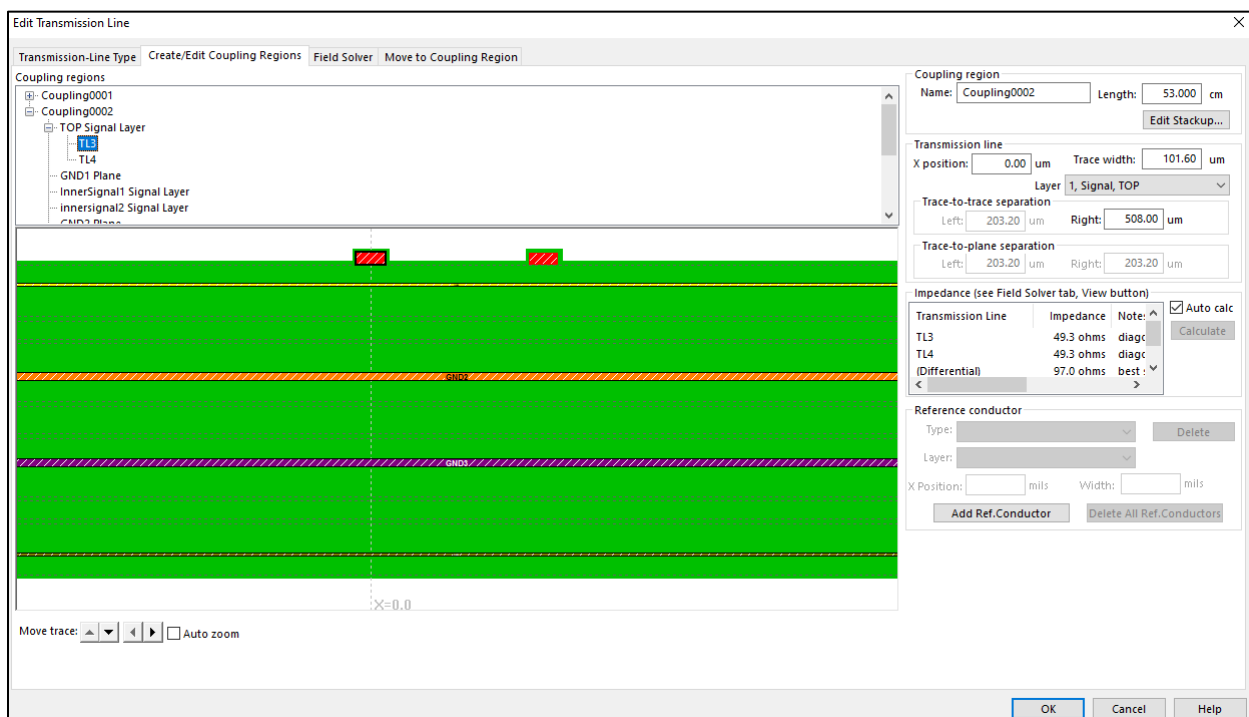 Edit Transmission Line
Transmission-Line Type Create/Edit Coupling Regions Field Solver Move to Coupling Region
Coupling regions
Coupling0001
Coupling0002
TOP Signal Layer
TL3
TL4
GND1 Plane
InnerSignal1 Signal Layer
innersignal2 Signal Layer
GND2 Plane
GND2
GND3
X=0.0
Move trace: Auto zoom
Coupling region
Name: Coupling0002 Length: 53.000 cm
Edit Stackup...
Transmission line
X position: 0.00 um Trace width: 101.60 um
Layer 1, Signal, TOP
Trace-to-trace separation
Left: 203.20 um Right: 508.00 um
Trace-to-plane separation
Left: 203.20 um Right: 203.20 um
Impedance (see Field Solver tab, View button)
Transmission Line Impedance Note: Auto calc
TL3 49.3 ohms diagc Calculate
TL4 49.3 ohms diagc
(Differential) 97.0 ohms best
Reference conductor
Type: Delete
Layer:
X Position: mils Width: mils
Add Ref.Conductor Delete All Ref.Conductors
OK Cancel Help